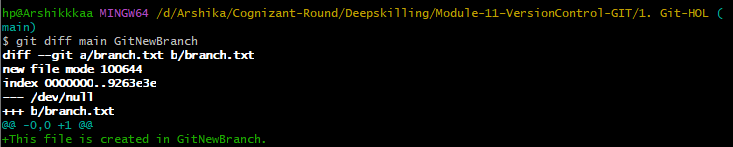 hp@Arshikkkaa MINGW64 /d/Arshika/Cognizant-Round/Deepskilling/Module-11-VersionControl-GIT/1. Git-HOL (
main)
$ git diff main GitNewBranch
diff --git a/branch.txt b/branch.txt
new file mode 100644
index 0000000..9263e3e
--- /dev/null
+++ b/branch.txt
@@ -0,0 +1 @@
+This file is created in GitNewBranch.